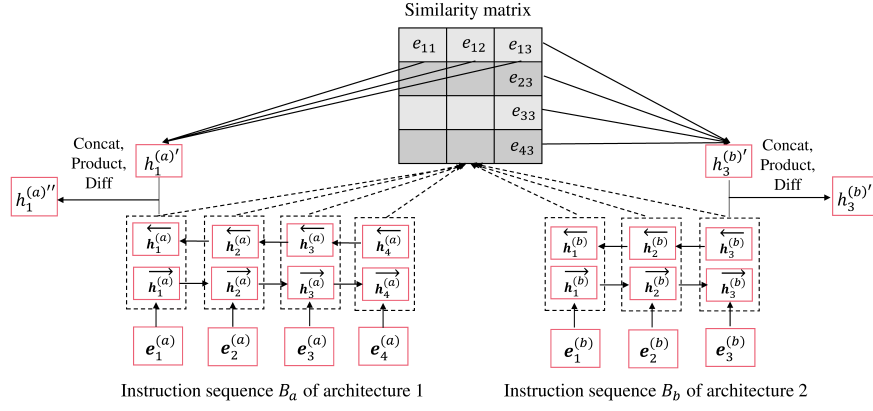 Similarity matrix
e₁₁ e₁₂ e₁₃
e₂₃
e₃₃
e₄₃
Concat,
Product,
Diff
h₁⁽ᵃ⁾′
h₁⁽ᵃ⁾′′
h₃⁽ᵇ⁾′
Concat,
Product,
Diff
h₃⁽ᵇ⁾′
←h₁⁽ᵃ⁾ ←h₂⁽ᵃ⁾ ←h₃⁽ᵃ⁾ ←h₄⁽ᵃ⁾
→h₁⁽ᵃ⁾ →h₂⁽ᵃ⁾ →h₃⁽ᵃ⁾ →h₄⁽ᵃ⁾
e₁⁽ᵃ⁾ e₂⁽ᵃ⁾ e₃⁽ᵃ⁾ e₄⁽ᵃ⁾
Instruction sequence Bₐ of architecture 1
←h₁⁽ᵇ⁾ ←h₂⁽ᵇ⁾ ←h₃⁽ᵇ⁾
→h₁⁽ᵇ⁾ →h₂⁽ᵇ⁾ →h₃⁽ᵇ⁾
e₁⁽ᵇ⁾ e₂⁽ᵇ⁾ e₃⁽ᵇ⁾
Instruction sequence B_b of architecture 2